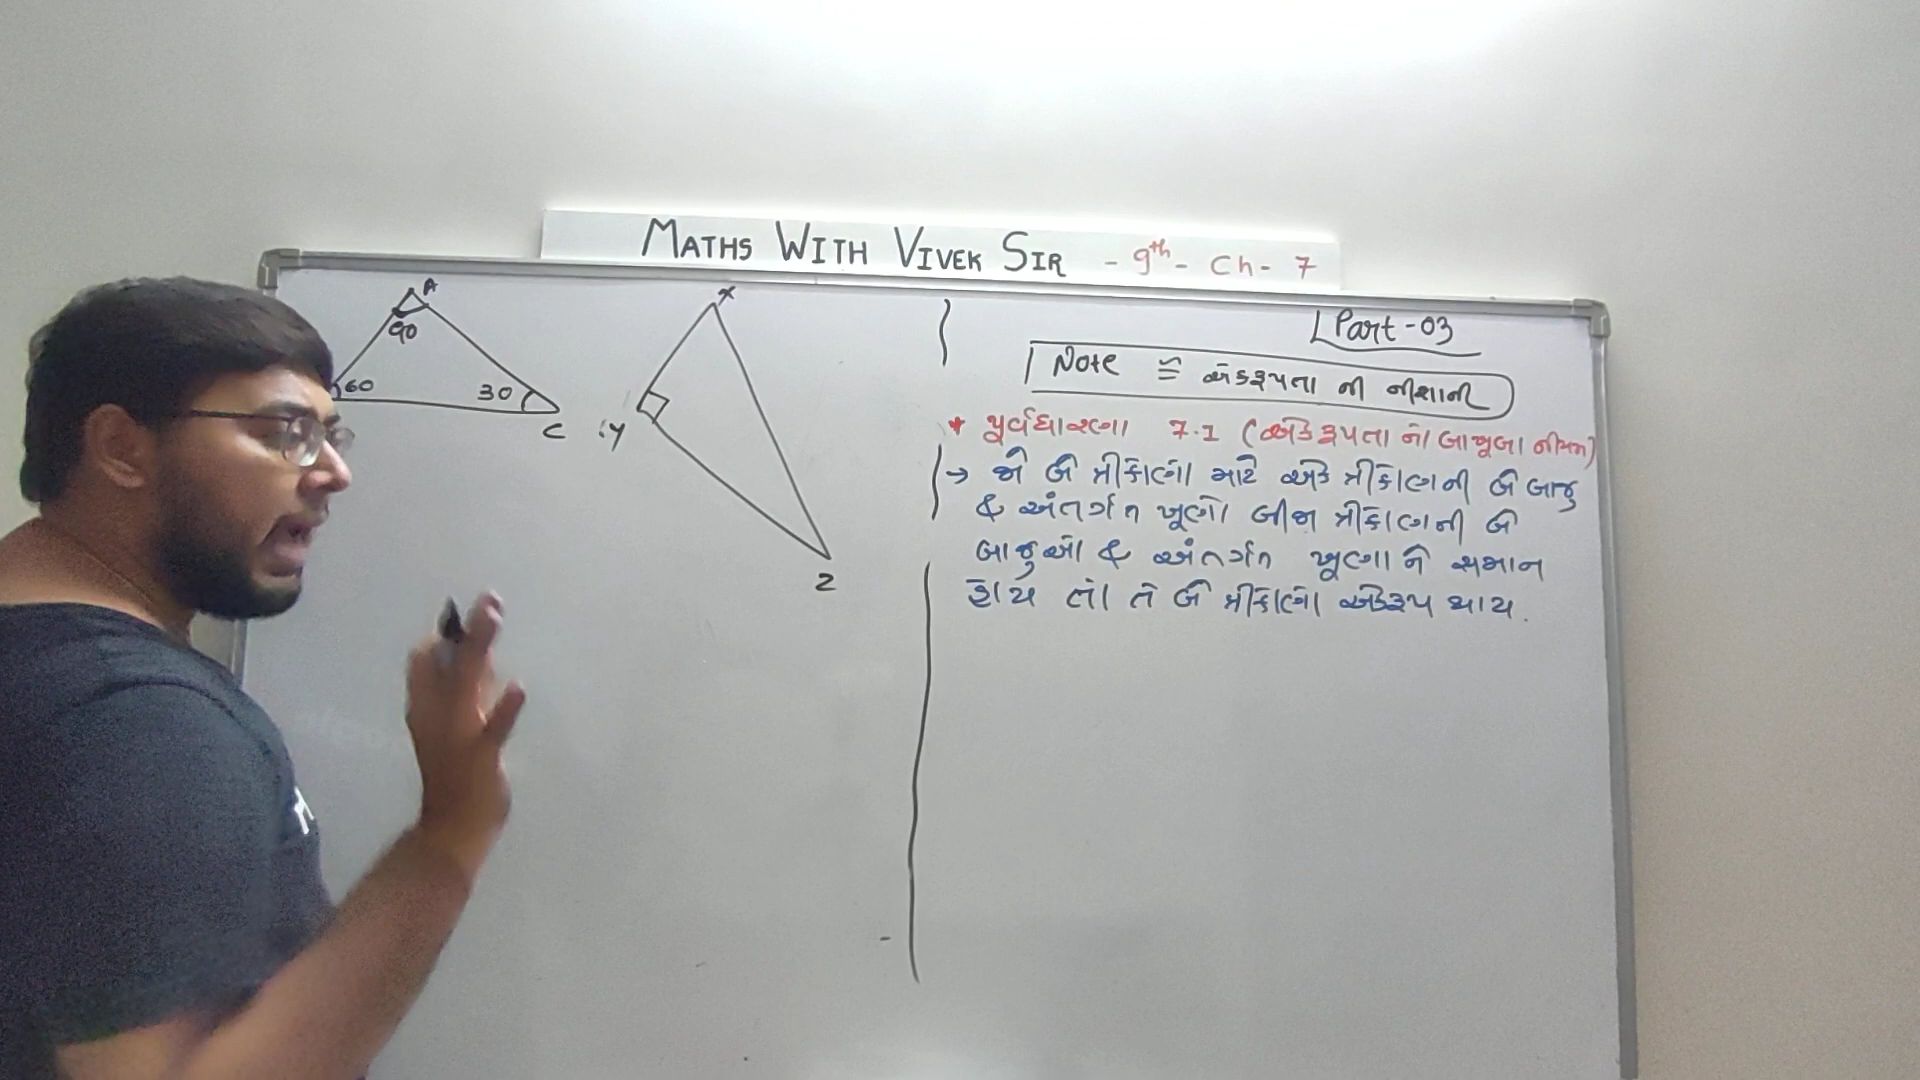 MATHS WITH VIVEK SIR - 9th - Ch - 7
Part - 03
Note ≅ એકરૂપતા ની નીશાની
* પૂર્વધારણા 7.1 (એકરૂપતા નો બાખૂબા નીયમ)
→ જો બે ત્રીકોણો માટે એક ત્રીકોણની બે બાજુ
& અંતર્ગત ખૂણો બીજા ત્રીકોણની બે
બાજુઓ & અંતર્ગત ખૂણાને સમાન
હોય તો તે બે ત્રીકોણો એકરૂપ થાય.
A
90
60
30
C
X
Y
Z